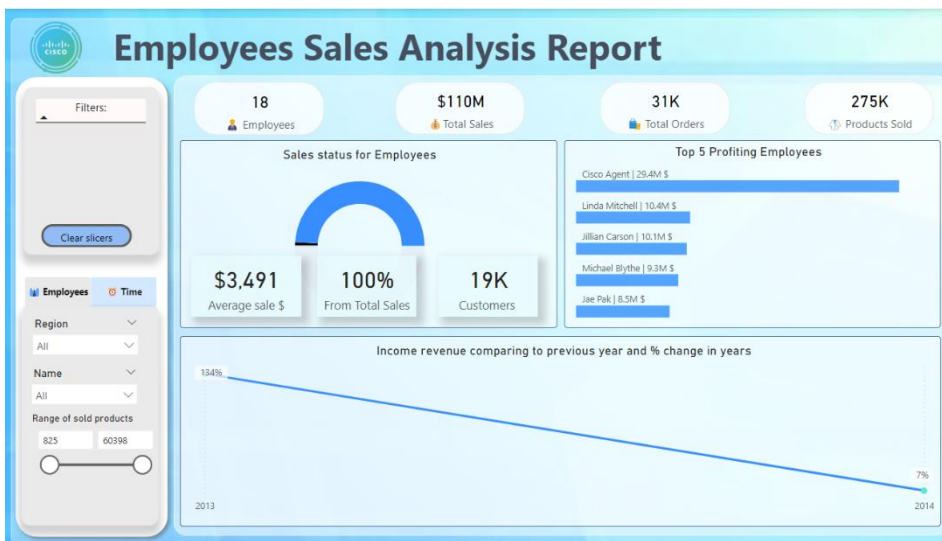 cisco
Employees Sales Analysis Report
Filters:
Clear slicers
Employees
Time
Region
All
Name
All
Range of sold products
825
60398
18
Employees
$110M
Total Sales
31K
Total Orders
275K
Products Sold
Sales status for Employees
$3,491
Average sale $
100%
From Total Sales
19K
Customers
Top 5 Profiting Employees
Cisco Agent | 29.4M $
Linda Mitchell | 10.4M $
Jillian Carson | 10.1M $
Michael Blythe | 9.3M $
Jae Pak | 8.5M $
Income revenue comparing to previous year and % change in years
134%
7%
2013
2014